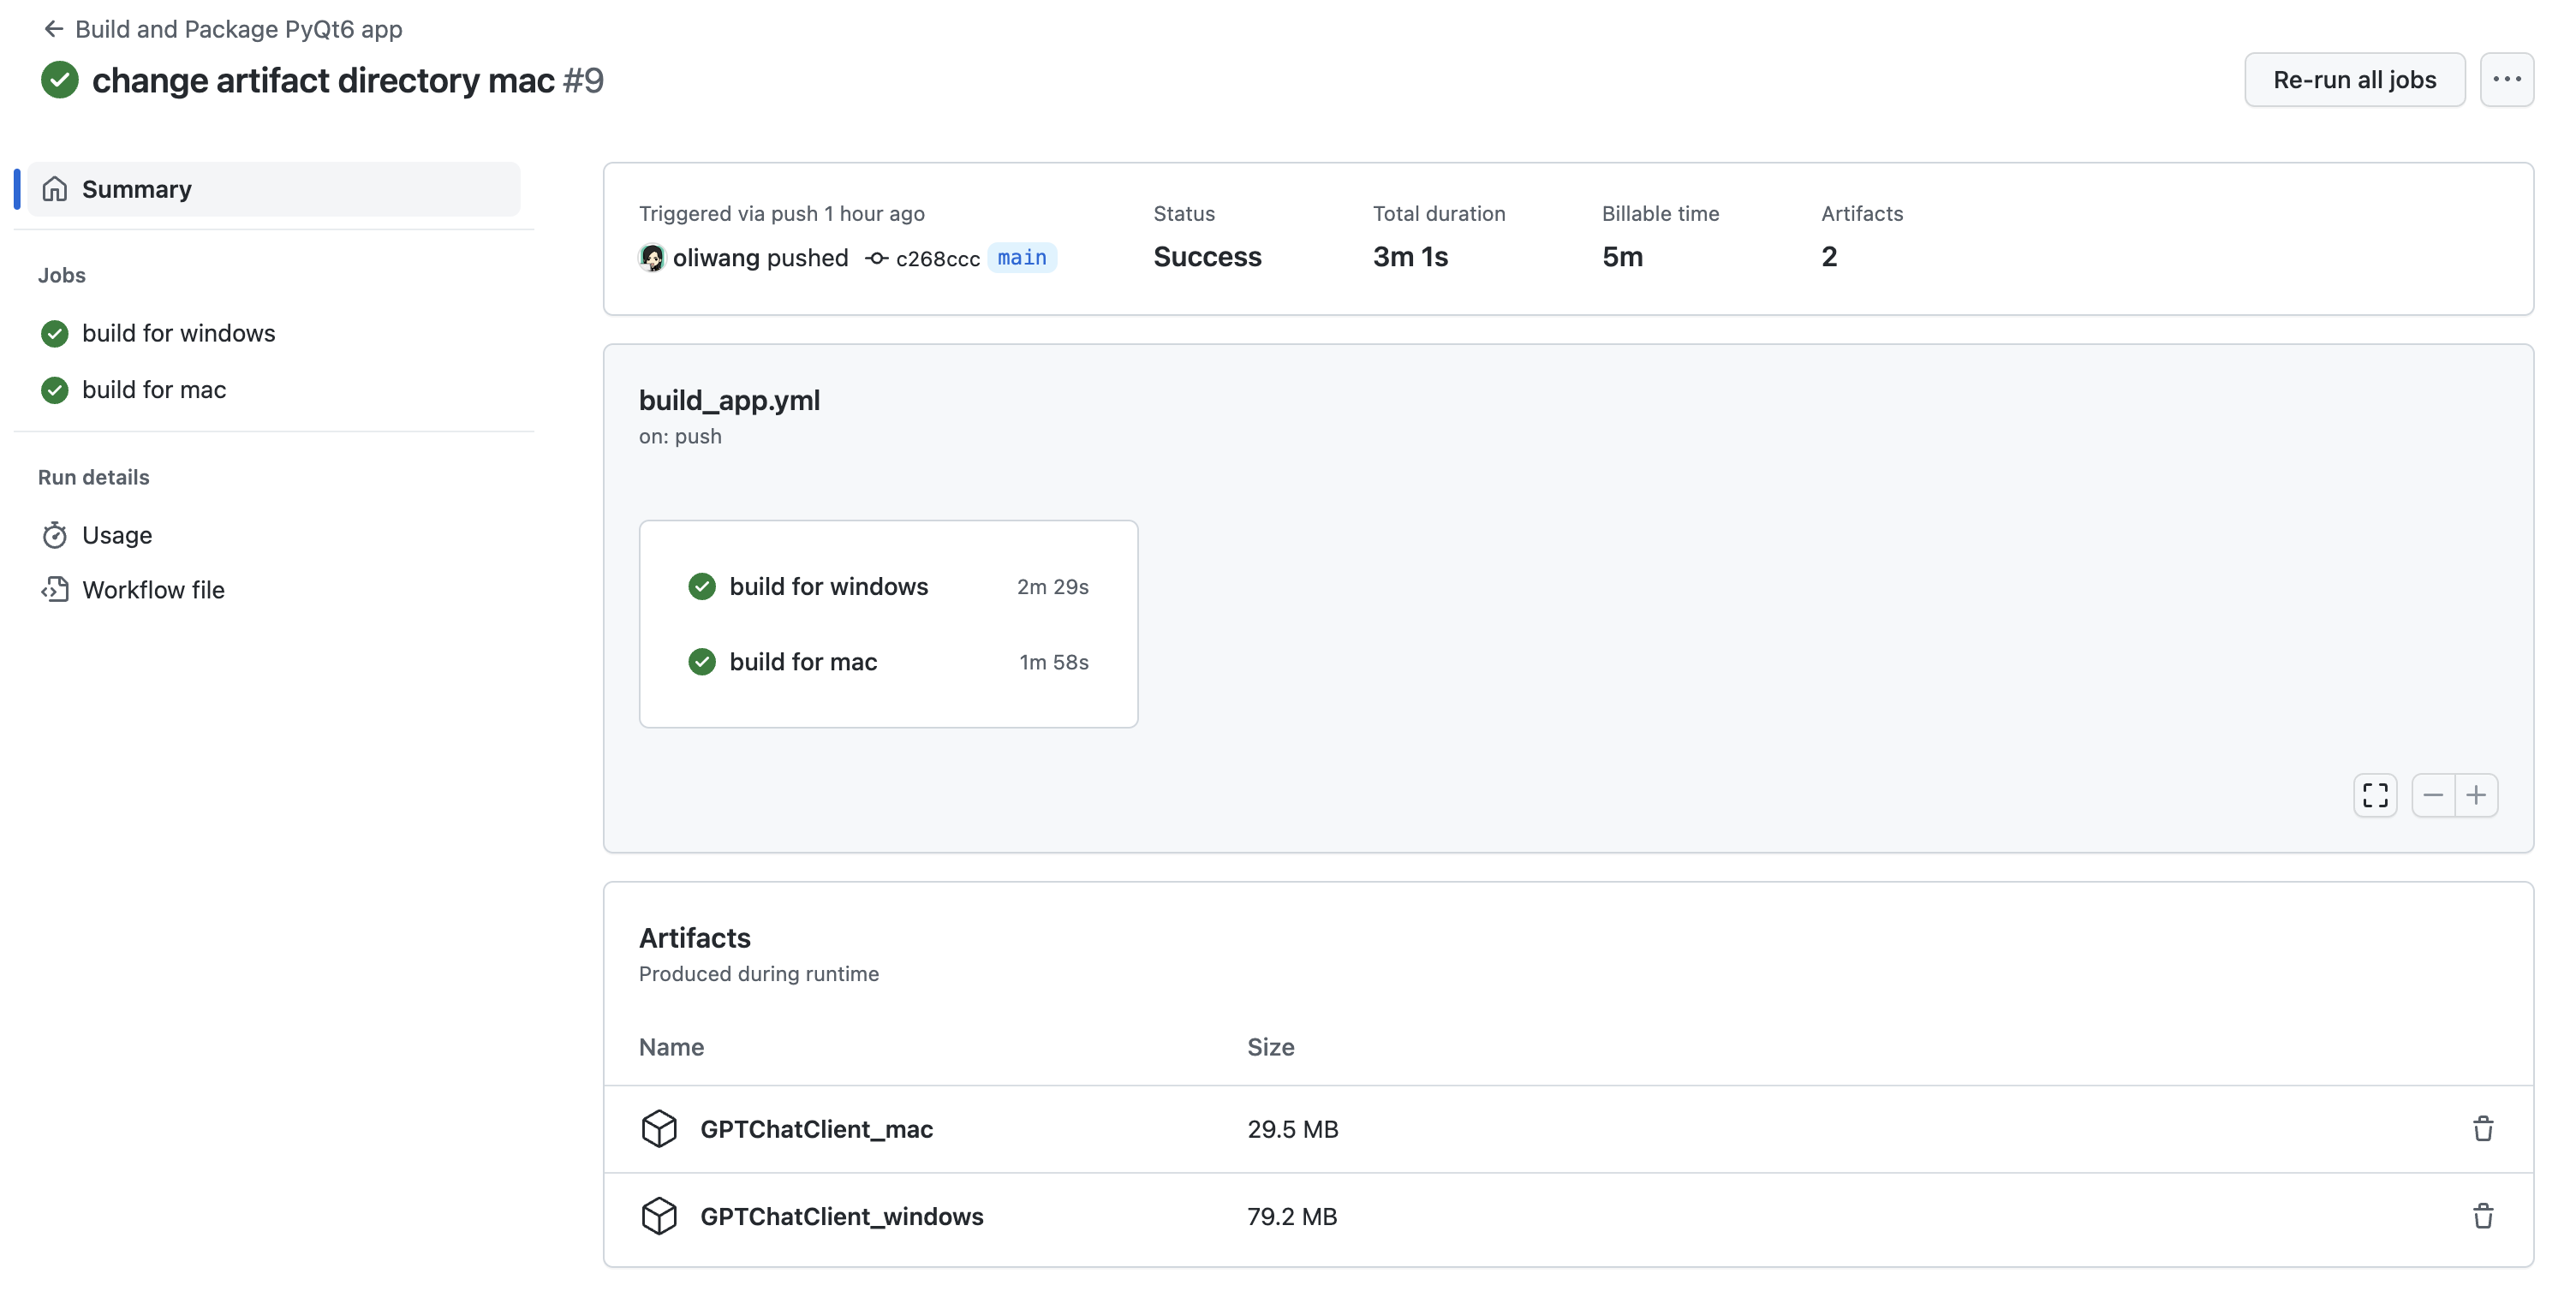 Build and Package PyQt6 app
change artifact directory mac #9
Re-run all jobs
Summary
Jobs
build for windows
build for mac
Run details
Usage
Workflow file
Triggered via push 1 hour ago
oliwang pushed c268ccc main
Status
Success
Total duration
3m 1s
Billable time
5m
Artifacts
2
build_app.yml
on: push
build for windows 2m 29s
build for mac 1m 58s
Artifacts
Produced during runtime
Name Size
GPTChatClient_mac 29.5 MB
GPTChatClient_windows 79.2 MB